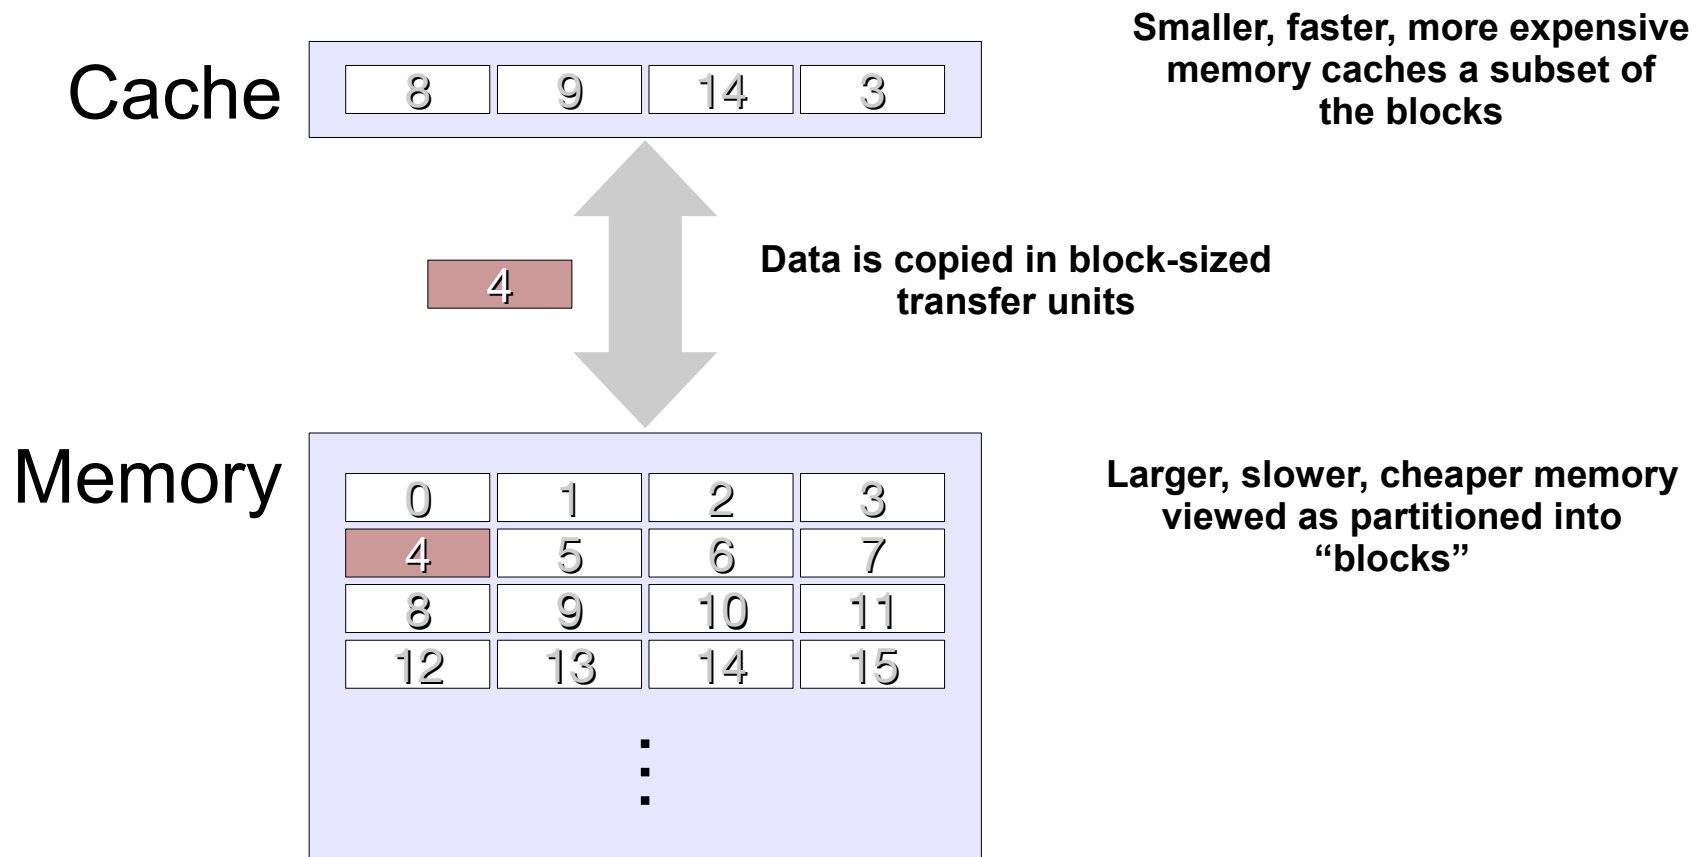 Cache
8 9 14 3
Smaller, faster, more expensive
memory caches a subset of
the blocks
4
Data is copied in block-sized
transfer units
Memory
0 1 2 3
4 5 6 7
8 9 10 11
12 13 14 15
Larger, slower, cheaper memory
viewed as partitioned into
“blocks”